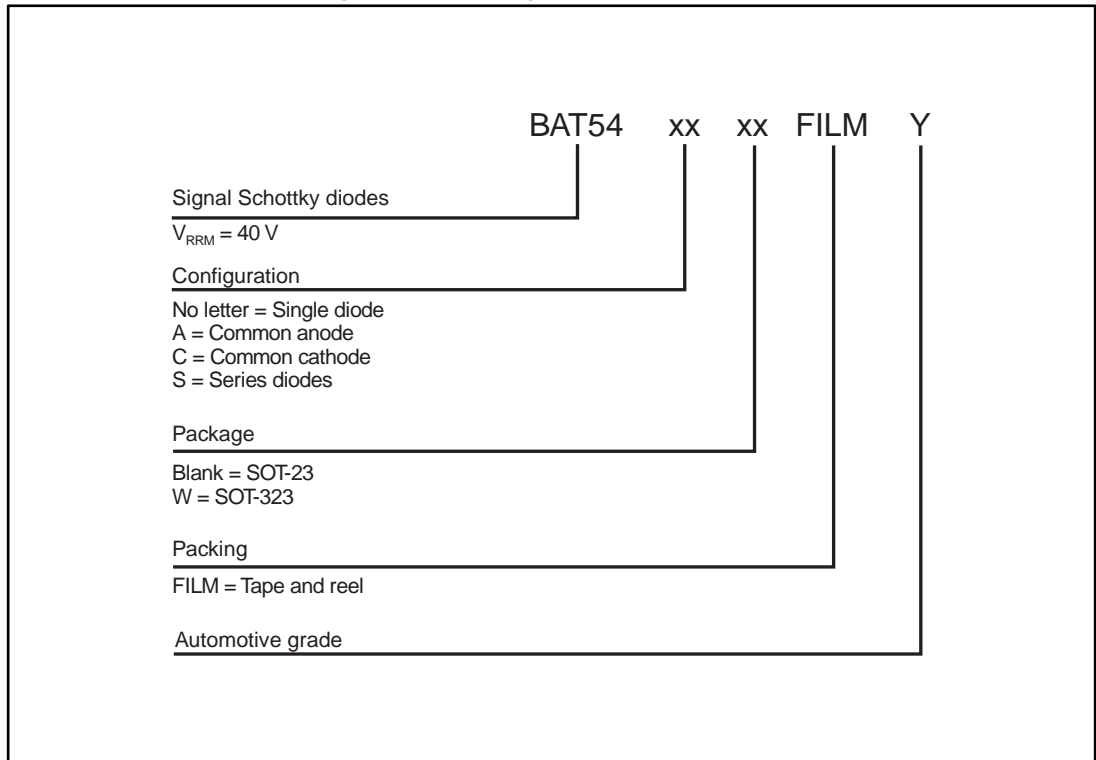 BAT54 xx xx FILM Y
Signal Schottky diodes
VRRM = 40 V
Configuration
No letter = Single diode
A = Common anode
C = Common cathode
S = Series diodes
Package
Blank = SOT-23
W = SOT-323
Packing
FILM = Tape and reel
Automotive grade